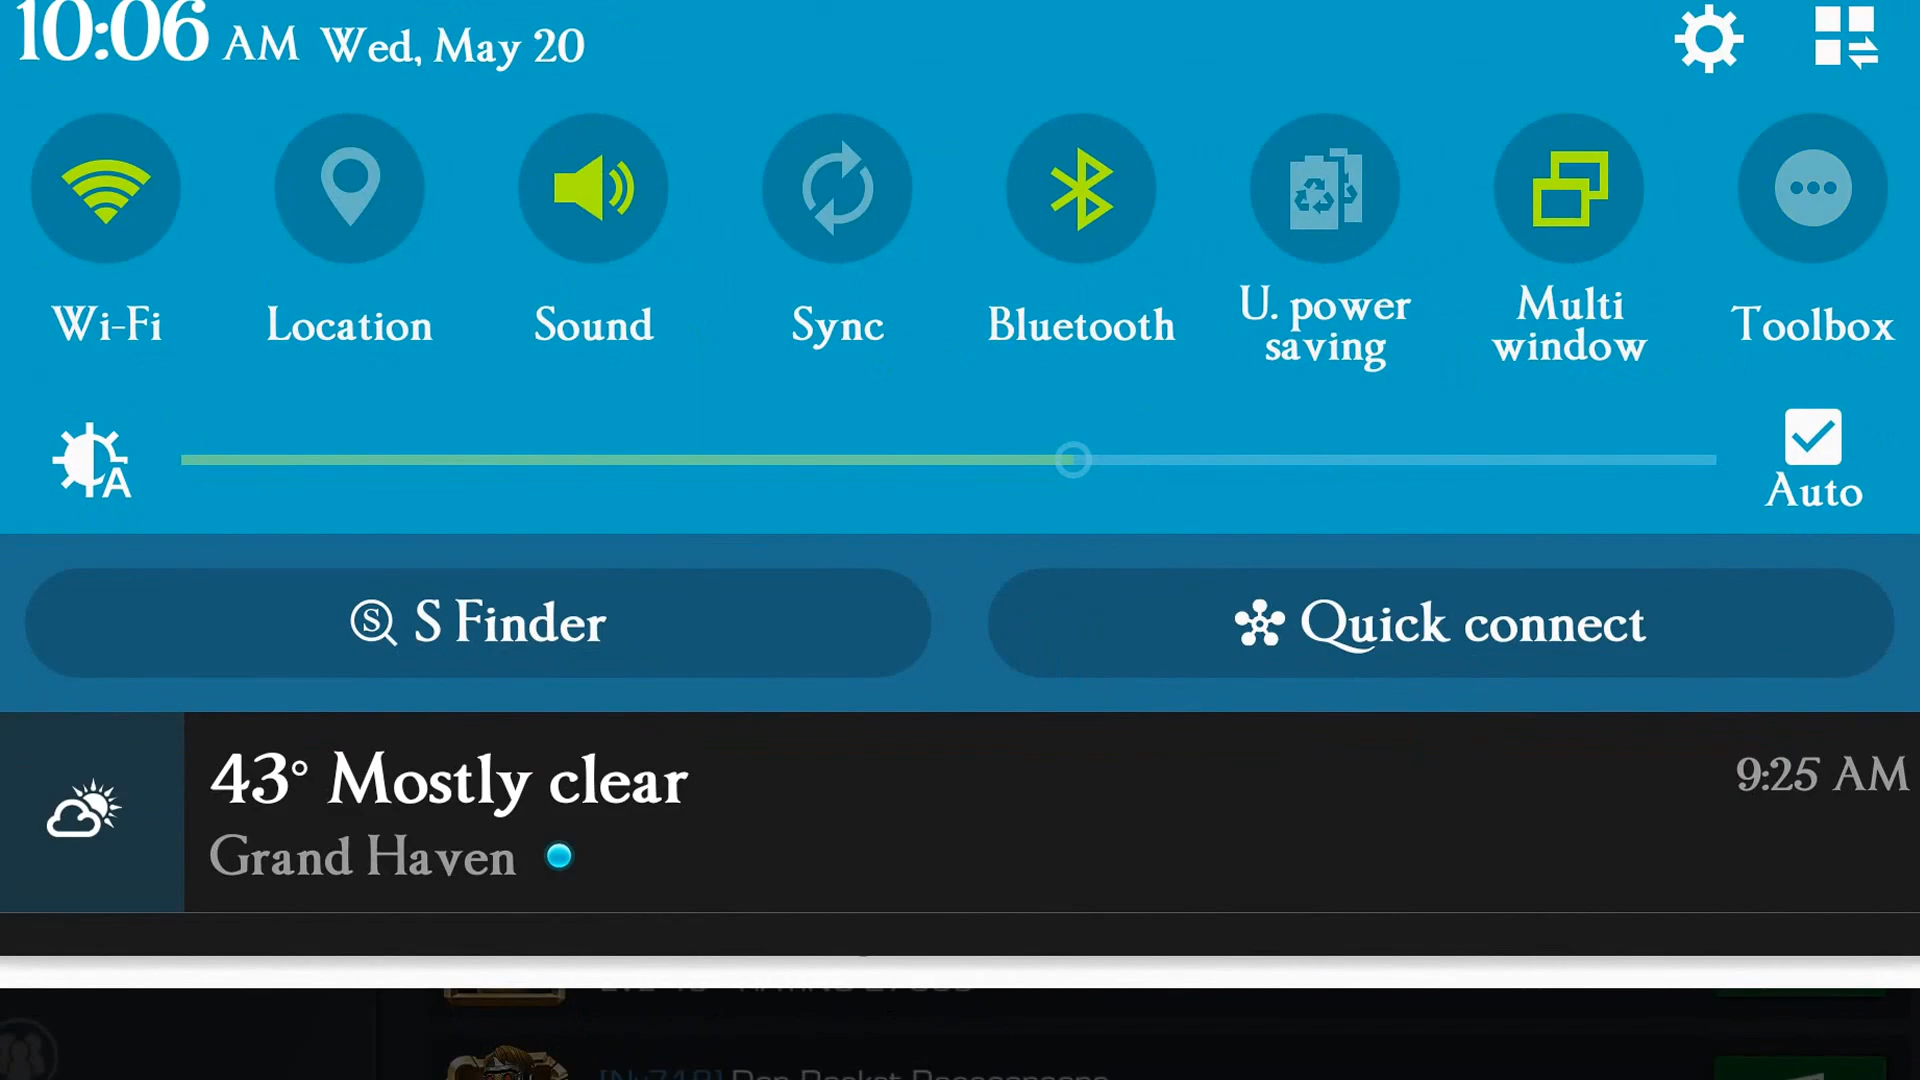 10:06 AM Wed, May 20
Wi-Fi
Location
Sound
Sync
Bluetooth
U. power
saving
Multi
window
Toolbox
A
Auto
S Finder
Quick connect
43° Mostly clear
9:25 AM
Grand Haven